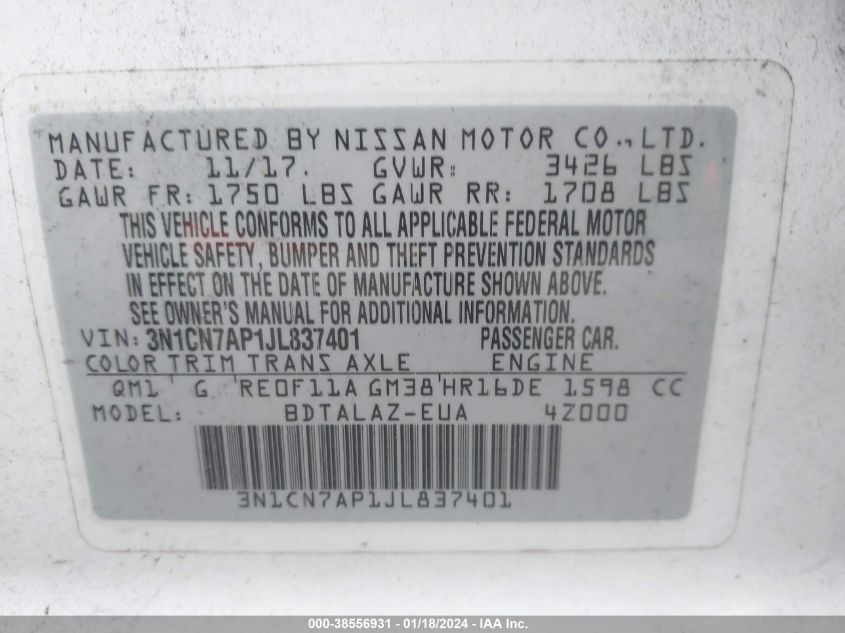 MANUFACTURED BY NISSAN MOTOR CO., LTD.
DATE: 11/17. GVWR: 3426 LBS
GAWR FR: 1750 LBS GAWR RR: 1708 LBS
THIS VEHICLE CONFORMS TO ALL APPLICABLE FEDERAL MOTOR
VEHICLE SAFETY, BUMPER AND THEFT PREVENTION STANDARDS
IN EFFECT ON THE DATE OF MANUFACTURE SHOWN ABOVE.
SEE OWNER'S MANUAL FOR ADDITIONAL INFORMATION.
VIN: 3N1CN7AP1JL837401 PASSENGER CAR.
COLOR TRIM TRANS AXLE ENGINE
QM1 G RE0F11A GM38 HR16DE 1598 CC
MODEL: BDTALAZ-EUA 4Z000
3N1CN7AP1JL837401
000-38556931 - 01/18/2024 - IAA Inc.